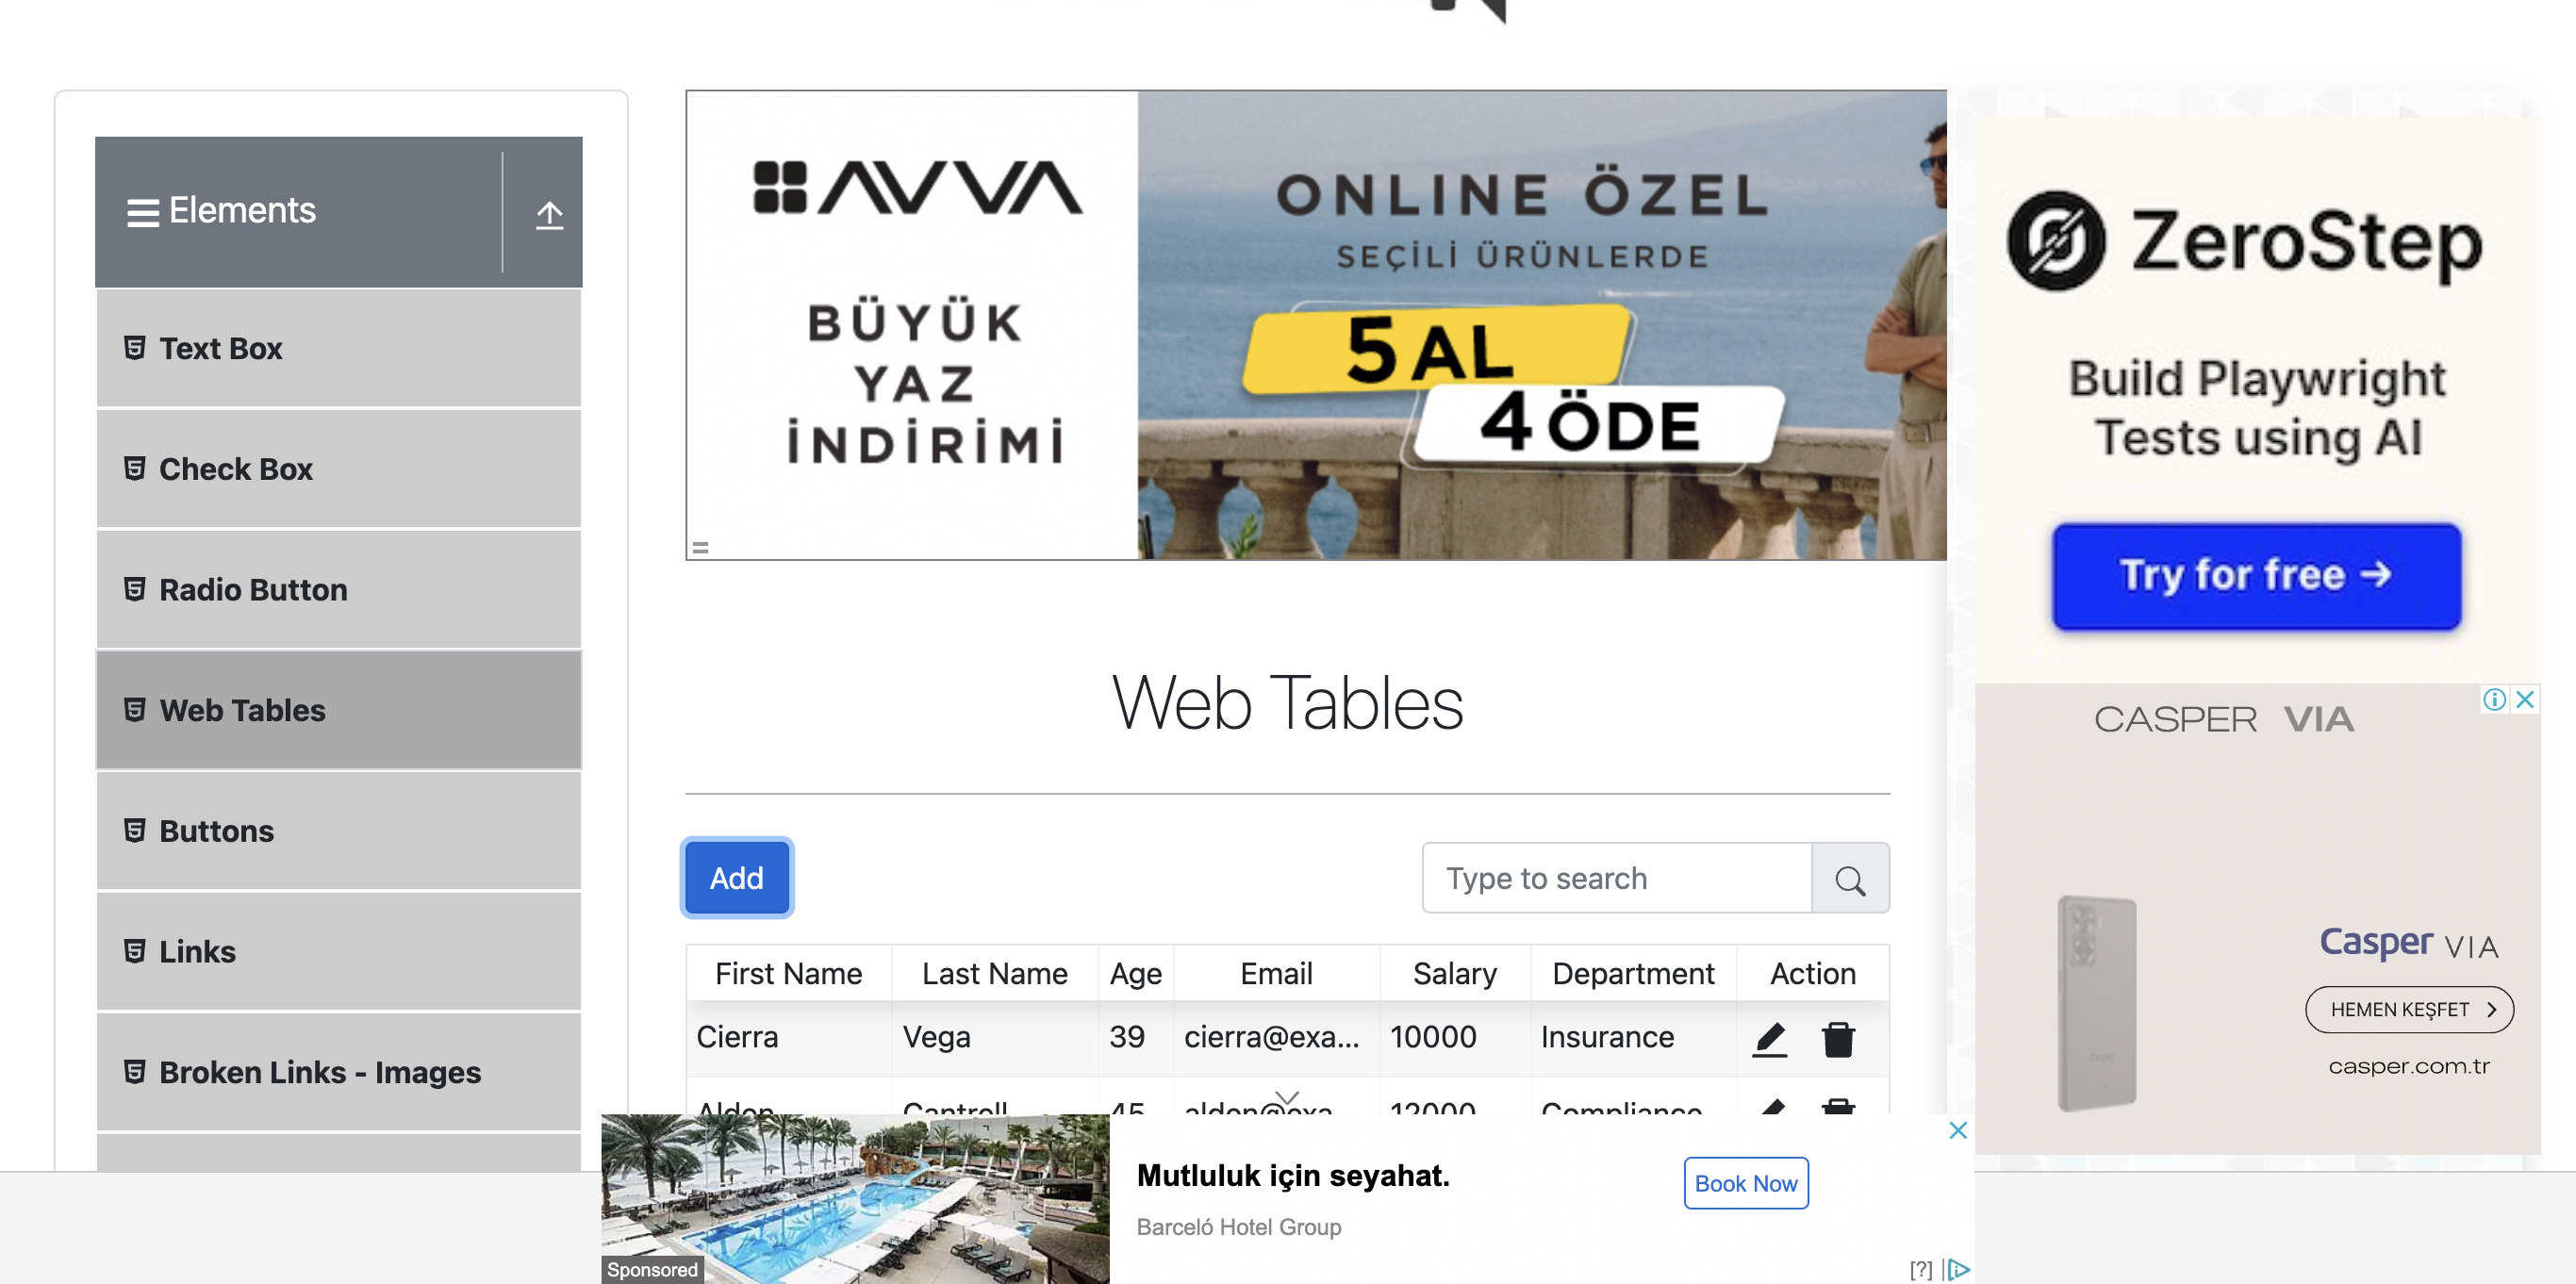 Elements
Text Box
Check Box
Radio Button
Web Tables
Buttons
Links
Broken Links - Images
AVVA
BÜYÜK
YAZ
İNDİRİMİ
ONLINE ÖZEL
SEÇİLİ ÜRÜNLERDE
5 AL
4 ÖDE
Web Tables
Add
Type to search
First Name Last Name Age Email Salary Department Action
Cierra Vega 39 cierra@exa... 10000 Insurance
Alden Cantrell 45 alden@exa 12000 Compliance
Mutluluk için seyahat.
Barceló Hotel Group
Book Now
Sponsored
[?]
ZeroStep
Build Playwright
Tests using AI
Try for free →
CASPER VIA
Casper VIA
HEMEN KEŞFET >
casper.com.tr